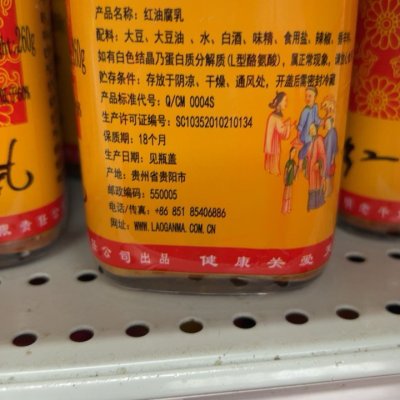 产品名称: 红油腐乳
配料: 大豆、大豆油 、水、白酒、味精、食用盐、辣椒、香辛料
如有白色结晶乃蛋白质分解质(L型酪氨酸), 属正常现象,
贮存条件: 存放于阴凉、干燥、通风处, 开盖后需密封冷藏
产品标准代号: Q/CM 0004S
生产许可证编号: SC10352010210134
保质期: 18个月
生产日期: 见瓶盖
产地: 贵州省贵阳市
邮政编码: 550005
电话/传真: +86 851 85406886
网址: WWW.LAOGANMA.COM.CN
公司出品 健康关爱
260g